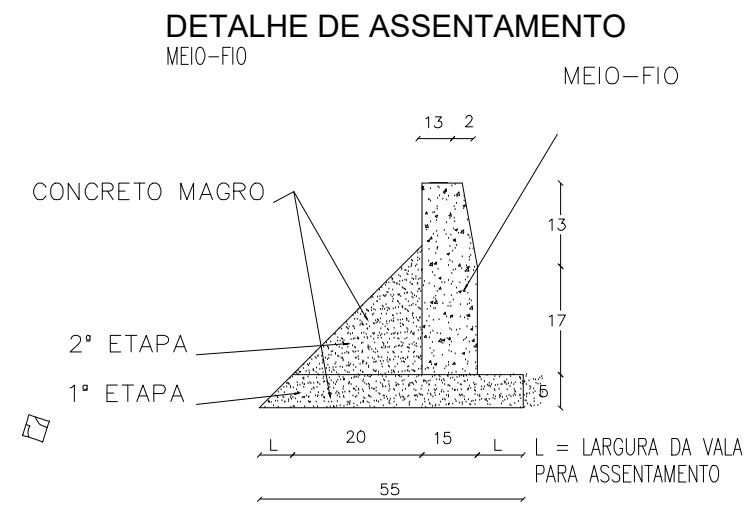 DETALHE DE ASSENTAMENTO
MEIO-FIO
MEIO-FIO
13 2
CONCRETO MAGRO
13
17
2ª ETAPA
1ª ETAPA
5
L 20 15 L
L = LARGURA DA VALA
PARA ASSENTAMENTO
55